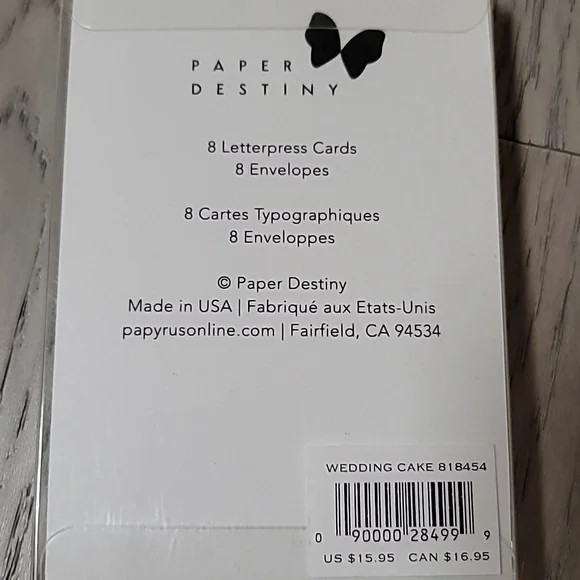 PAPER
DESTINY
8 Letterpress Cards
8 Envelopes
8 Cartes Typographiques
8 Enveloppes
© Paper Destiny
Made in USA | Fabriqué aux Etats-Unis
papyrusonline.com | Fairfield, CA 94534
WEDDING CAKE 818454
0 90000 28499 9
US $15.95 CAN $16.95